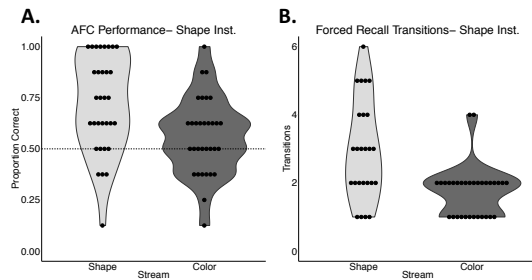 A.
AFC Performance– Shape Inst.
Proportion Correct
1.00
0.75
0.50
0.25
0.00
Shape
Color
Stream
B.
Forced Recall Transitions– Shape Inst.
Transitions
6
4
2
0
Shape
Color
Stream